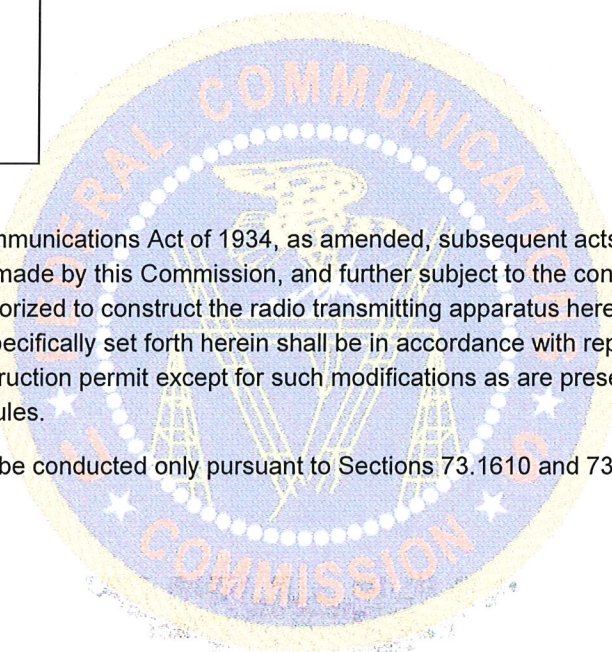 FEDERAL COMMUNICATIONS COMMISSION
U S
mmunications Act of 1934, as amended, subsequent acts
made by this Commission, and further subject to the con
orized to construct the radio transmitting apparatus here
pecifically set forth herein shall be in accordance with rep
ruction permit except for such modifications as are prese
ules.
be conducted only pursuant to Sections 73.1610 and 73